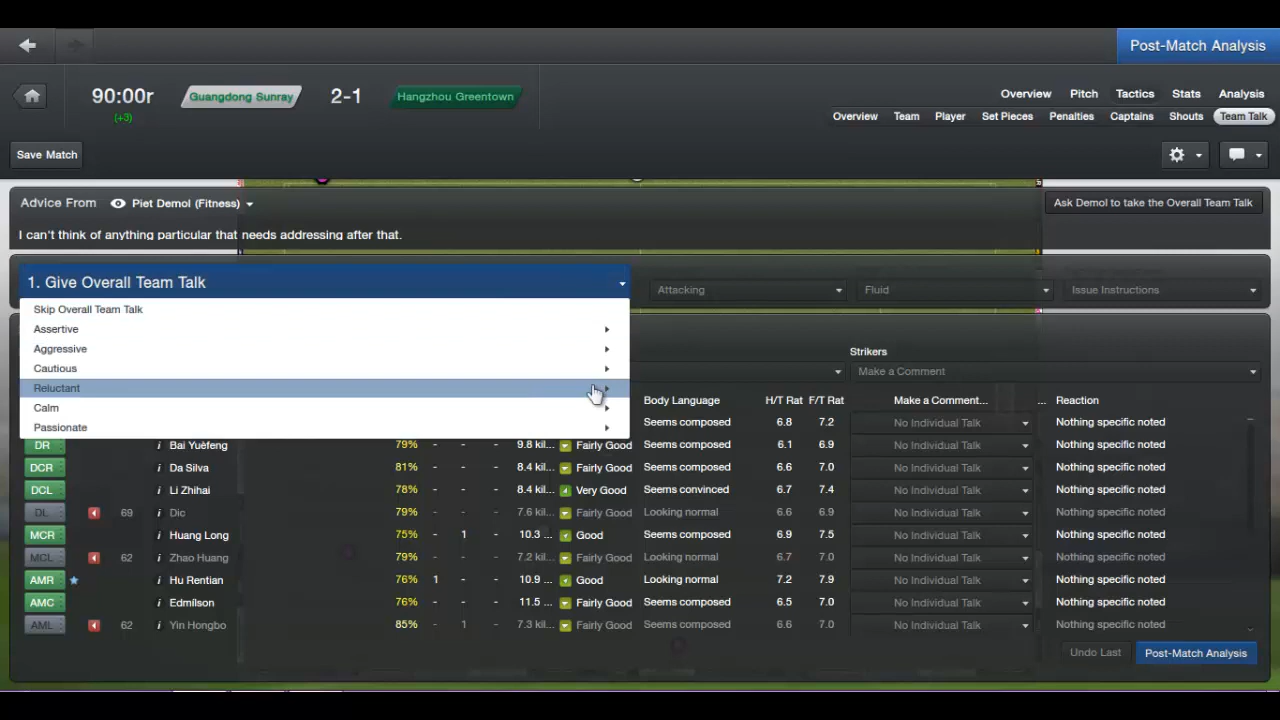 Post-Match Analysis
90:00r
(+3)
Guangdong Sunray
2-1
Hangzhou Greentown
Overview Pitch Tactics Stats Analysis
Overview Team Player Set Pieces Penalties Captains Shouts Team Talk
Save Match
Advice From Piet Demol (Fitness)
Ask Demol to take the Overall Team Talk
I can't think of anything particular that needs addressing after that.
1. Give Overall Team Talk
Attacking Fluid Issue Instructions
Skip Overall Team Talk
Assertive
Aggressive
Cautious
Reluctant
Calm
Passionate
Strikers
Make a Comment
Body Language H/T Rat F/T Rat Make a Comment... ... Reaction
Seems composed 6.8 7.2 No Individual Talk Nothing specific noted
DR i Bai Yuèfeng 79% - - - 9.8 kil... Fairly Good Seems composed 6.1 6.9 No Individual Talk Nothing specific noted
DCR i Da Silva 81% - - - 8.4 kil... Fairly Good Seems composed 6.6 7.0 No Individual Talk Nothing specific noted
DCL i Li Zhihai 78% - - - 8.4 kil... Very Good Seems convinced 6.7 7.4 No Individual Talk Nothing specific noted
DL 69 i Dic 79% - - - 7.6 kil... Fairly Good Looking normal 6.6 6.9 No Individual Talk Nothing specific noted
MCR i Huang Long 75% - 1 - 10.3 ... Good Seems composed 6.9 7.5 No Individual Talk Nothing specific noted
MCL 62 i Zhao Huang 79% - - - 7.2 kil... Fairly Good Looking normal 6.7 7.0 No Individual Talk Nothing specific noted
AMR i Hu Rentian 76% 1 - - 10.9 ... Good Looking normal 7.2 7.9 No Individual Talk Nothing specific noted
AMC i Edmílson 76% - - - 11.5 ... Fairly Good Seems composed 6.5 7.0 No Individual Talk Nothing specific noted
AML 62 i Yin Hongbo 85% - 1 - 7.3 kil... Fairly Good Seems composed 6.6 7.0 No Individual Talk Nothing specific noted
Undo Last Post-Match Analysis